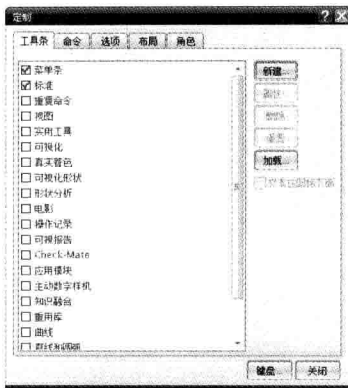 定制
工具条 命令 选项 布局 角色
菜单条
标准
重复命令
视图
实用工具
可视化
真实着色
可视化形状
形状分析
电影
操作记录
可视报告
Check-Mate
应用模块
主动数字样机
知识融合
重用库
曲线
新建...
加载...
键盘...
关闭